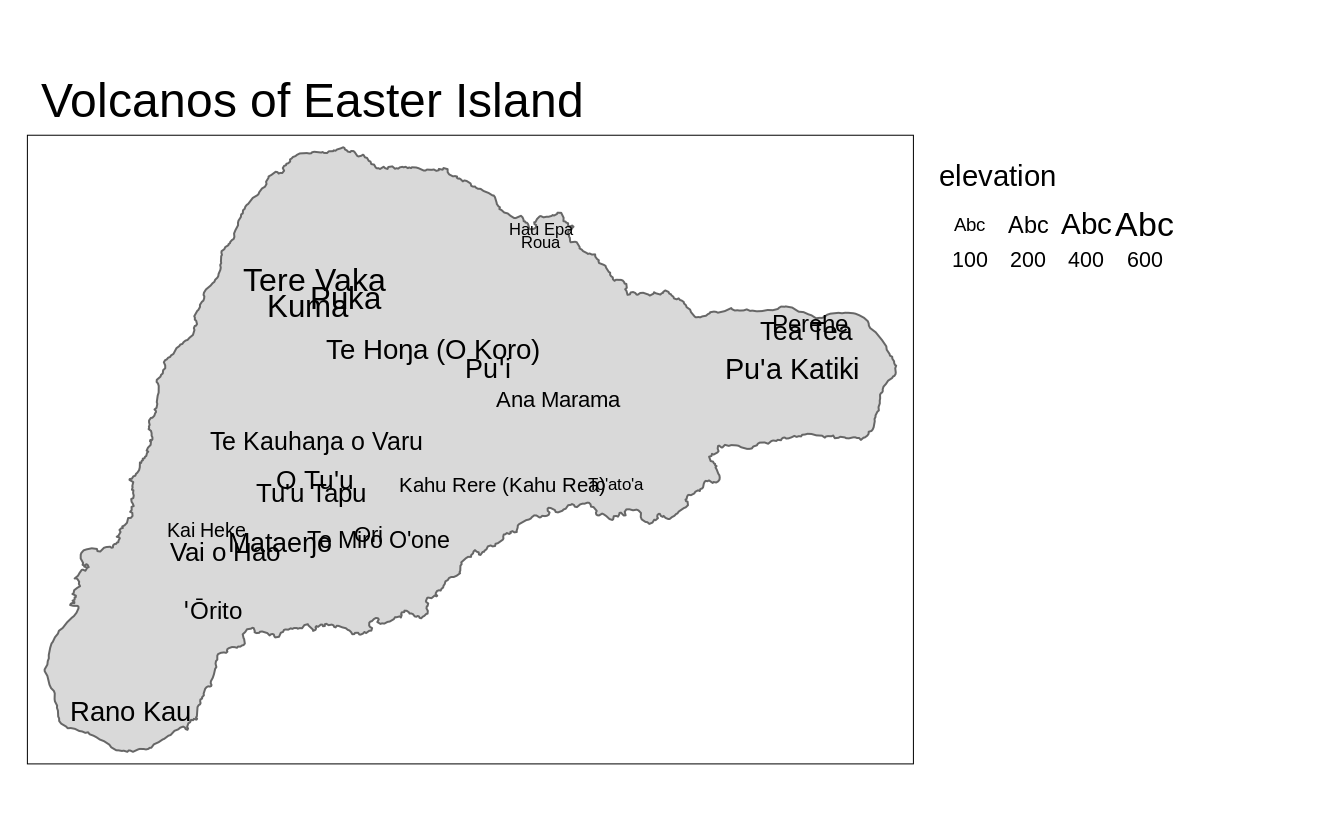 Volcanos of Easter Island
elevation
Abc Abc Abc Abc
100 200 400 600
Hau Epa
Roua
Tere Vaka
Puka
Kuma
Perehe
Tea Tea
Te Hoŋa (O Koro)
Pu'i
Pu'a Katiki
Ana Marama
Te Kauhaŋa o Varu
O Tu'u
Tu'u Tapu
Kahu Rere (Kahu Rea)
To'ato'a
Kai Heke
Ori
Mataeŋo
Te Miro O'one
Vai o Hao
'Ōrito
Rano Kau